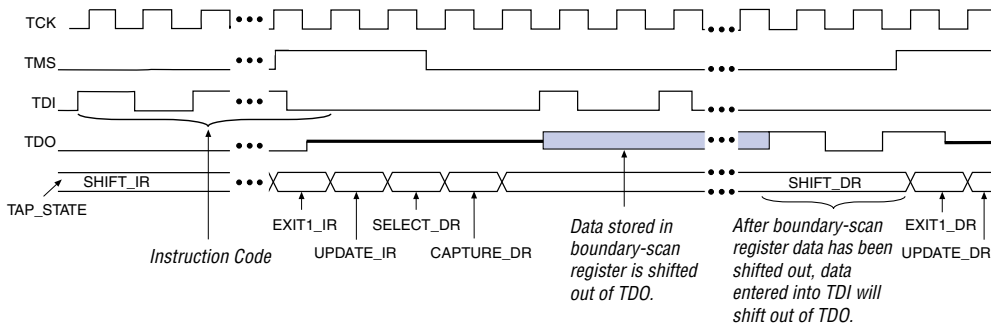 TCK
TMS
TDI
TDO
SHIFT_IR
SHIFT_DR
TAP_STATE
EXIT1_IR
SELECT_DR
EXIT1_DR
UPDATE_IR
CAPTURE_DR
UPDATE_DR
Instruction Code
Data stored in
boundary-scan
register is shifted
out of TDO.
After boundary-scan
register data has been
shifted out, data
entered into TDI will
shift out of TDO.